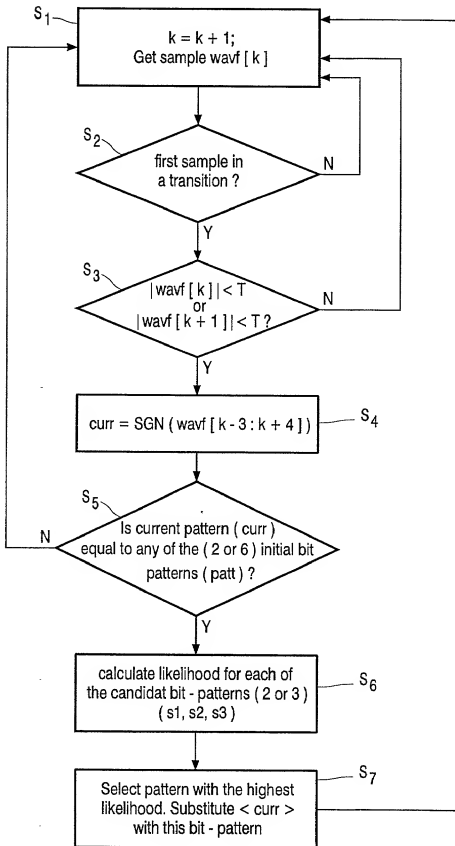 S1
k = k + 1;
Get sample wavf [ k ]
S2
first sample in
a transition ?
N
Y
S3
|wavf [ k ] | < T
or
|wavf [ k + 1 ] | < T ?
N
Y
curr = SGN ( wavf [ k - 3 : k + 4 ] )
S4
S5
N
Is current pattern ( curr )
equal to any of the ( 2 or 6 ) initial bit
patterns ( patt ) ?
Y
calculate likelihood for each of
the candidat bit - patterns ( 2 or 3 )
( s1, s2, s3 )
S6
Select pattern with the highest
likelihood. Substitute < curr >
with this bit - pattern
S7